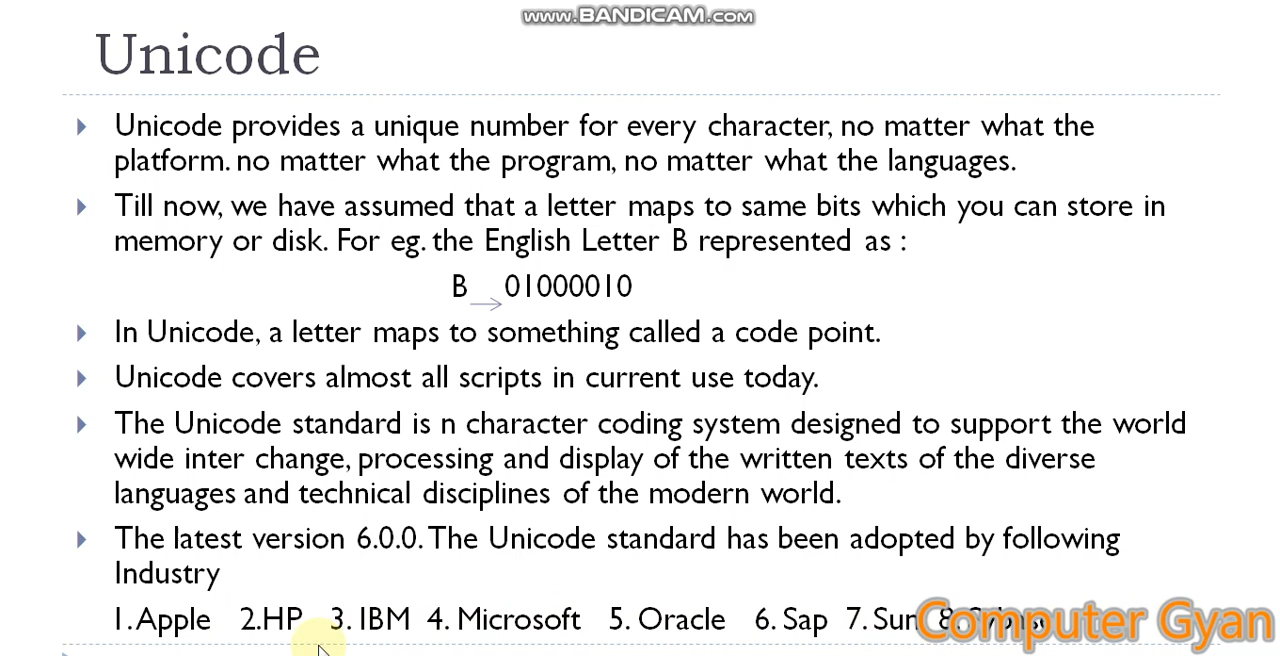 www.BANDICAM.com
Unicode
Unicode provides a unique number for every character, no matter what the
platform. no matter what the program, no matter what the languages.
Till now, we have assumed that a letter maps to same bits which you can store in
memory or disk. For eg. the English Letter B represented as :
B 01000010
In Unicode, a letter maps to something called a code point.
Unicode covers almost all scripts in current use today.
The Unicode standard is n character coding system designed to support the world
wide inter change, processing and display of the written texts of the diverse
languages and technical disciplines of the modern world.
The latest version 6.0.0. The Unicode standard has been adopted by following
Industry
1. Apple 2.HP 3. IBM 4. Microsoft 5. Oracle 6. Sap 7. Sun 8.
Computer Gyan